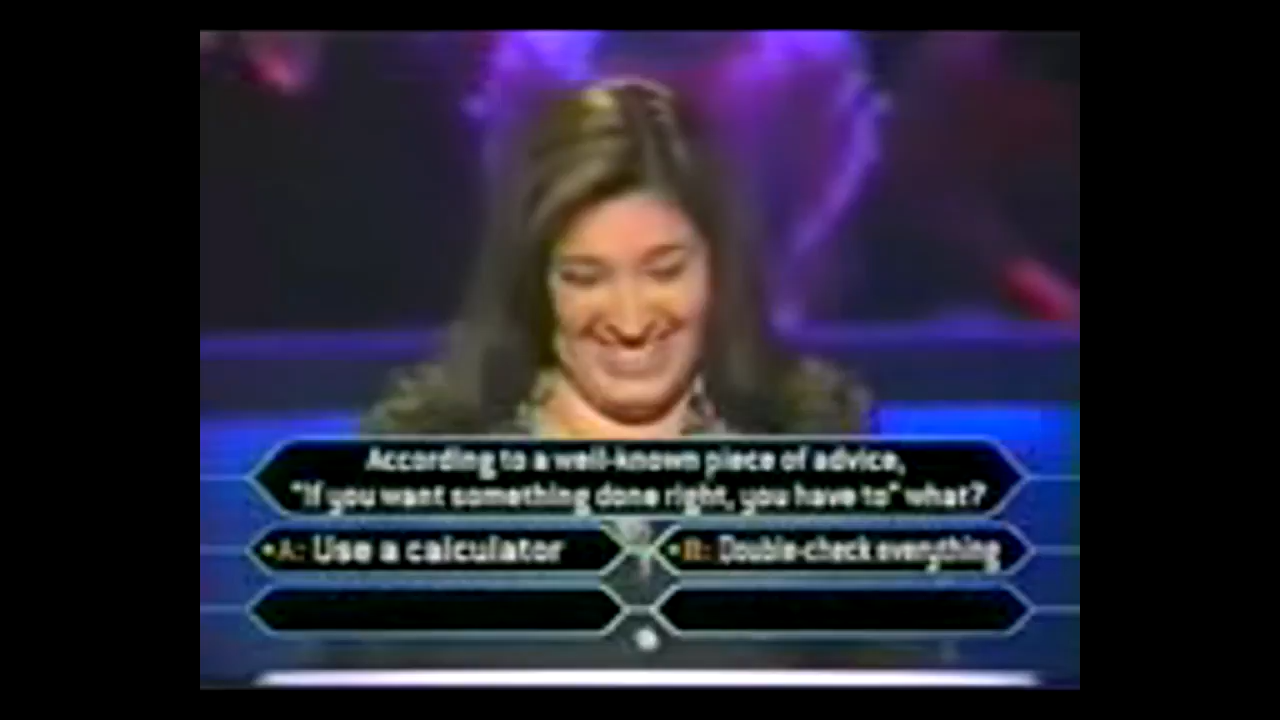 According to a well-known piece of advice,
"If you want something done right, you have to" what?
•A: Use a calculator
•B: Double-check everything